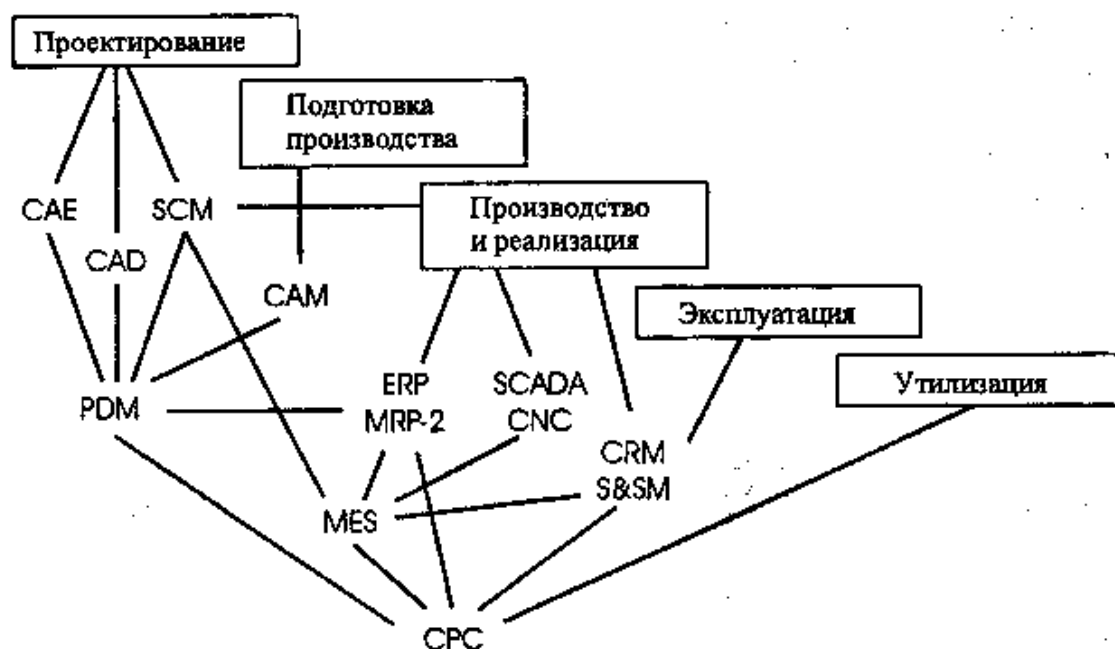 Проектирование
Подготовка
производства
CAE
SCM
Производство
и реализация
CAD
CAM
Эксплуатация
Утилизация
ERP
SCADA
PDM
MRP-2
CNC
CRM
S&SM
MES
CPC